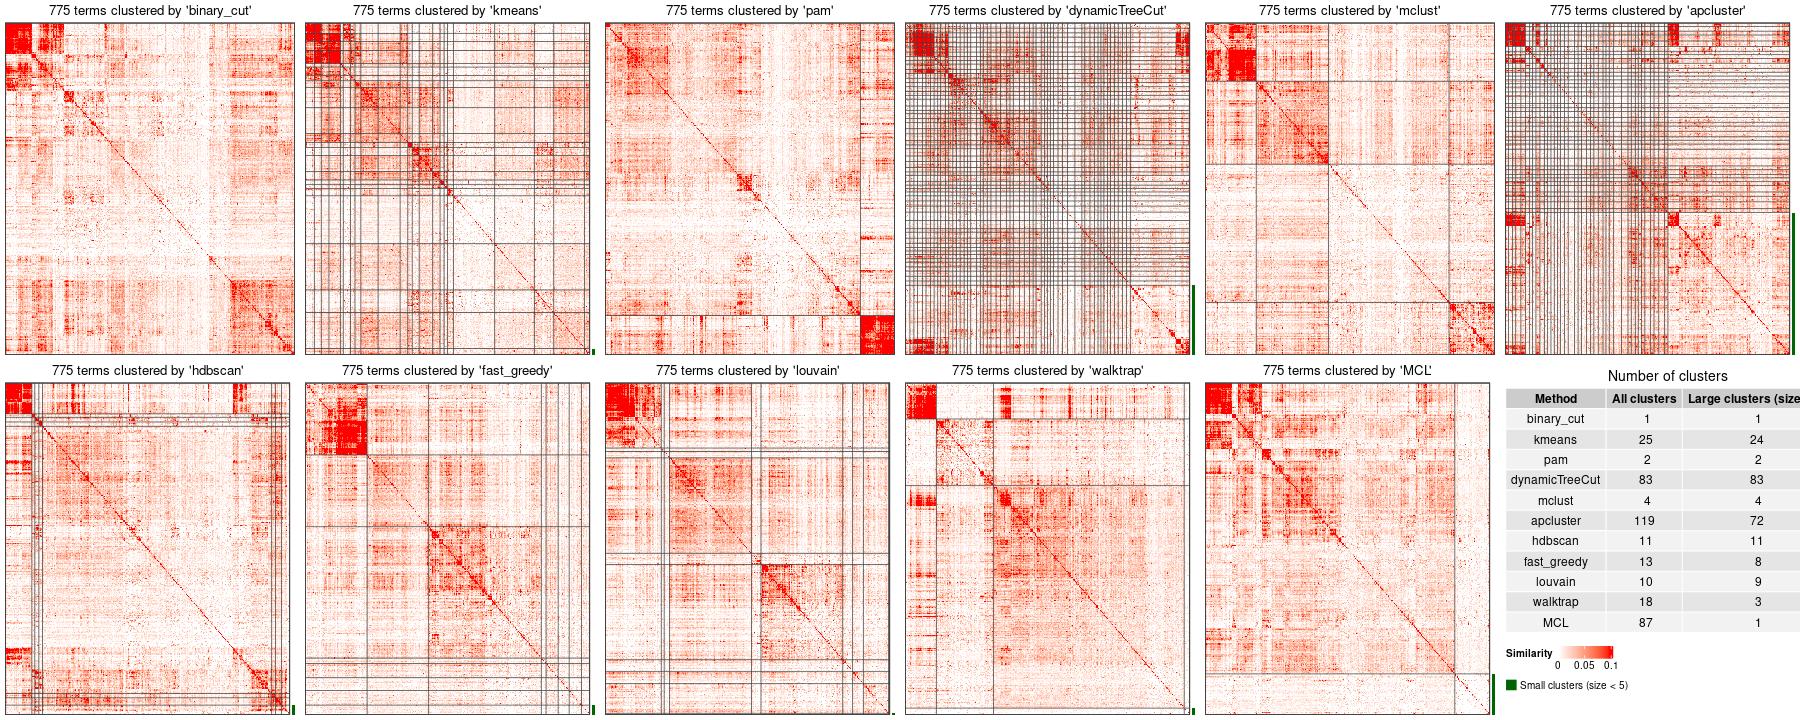 775 terms clustered by 'binary_cut'
775 terms clustered by 'kmeans'
775 terms clustered by 'pam'
775 terms clustered by 'dynamicTreeCut'
775 terms clustered by 'mclust'
775 terms clustered by 'apcluster'
775 terms clustered by 'hdbscan'
775 terms clustered by 'fast_greedy'
775 terms clustered by 'louvain'
775 terms clustered by 'walktrap'
775 terms clustered by 'MCL'
Number of clusters
Method All clusters Large clusters (size
binary_cut 1 1
kmeans 25 24
pam 2 2
dynamicTreeCut 83 83
mclust 4 4
apcluster 119 72
hdbscan 11 11
fast_greedy 13 8
louvain 10 9
walktrap 18 3
MCL 87 1
Similarity
0 0.05 0.1
Small clusters (size < 5)